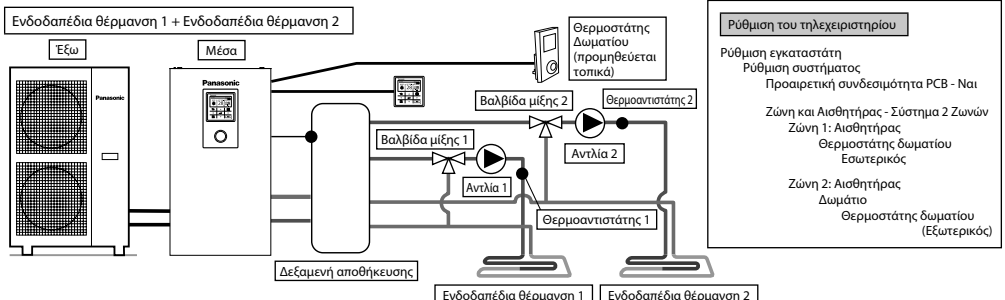 Ενδοδαπέδια θέρμανση 1 + Ενδοδαπέδια θέρμανση 2
Έξω
Μέσα
Panasonic
Panasonic
Θερμοστάτης
Δωματίου
(προμηθεύεται
τοπικά)
Βαλβίδα μίξης 2
Θερμοαντιστάτης 2
Βαλβίδα μίξης 1
Αντλία 2
Αντλία 1
Θερμοαντιστάτης 1
Δεξαμενή αποθήκευσης
Ενδοδαπέδια θέρμανση 1
Ενδοδαπέδια θέρμανση 2
Ρύθμιση του τηλεχειριστηρίου
Ρύθμιση εγκαταστάτη
Ρύθμιση συστήματος
Προαιρετική συνδεσιμότητα PCB - Ναι
Ζώνη και Αισθητήρας - Σύστημα 2 Ζωνών
Ζώνη 1: Αισθητήρας
Θερμοστάτης δωματίου
Εσωτερικός
Ζώνη 2: Αισθητήρας
Δωμάτιο
Θερμοστάτης δωματίου
(Εξωτερικός)